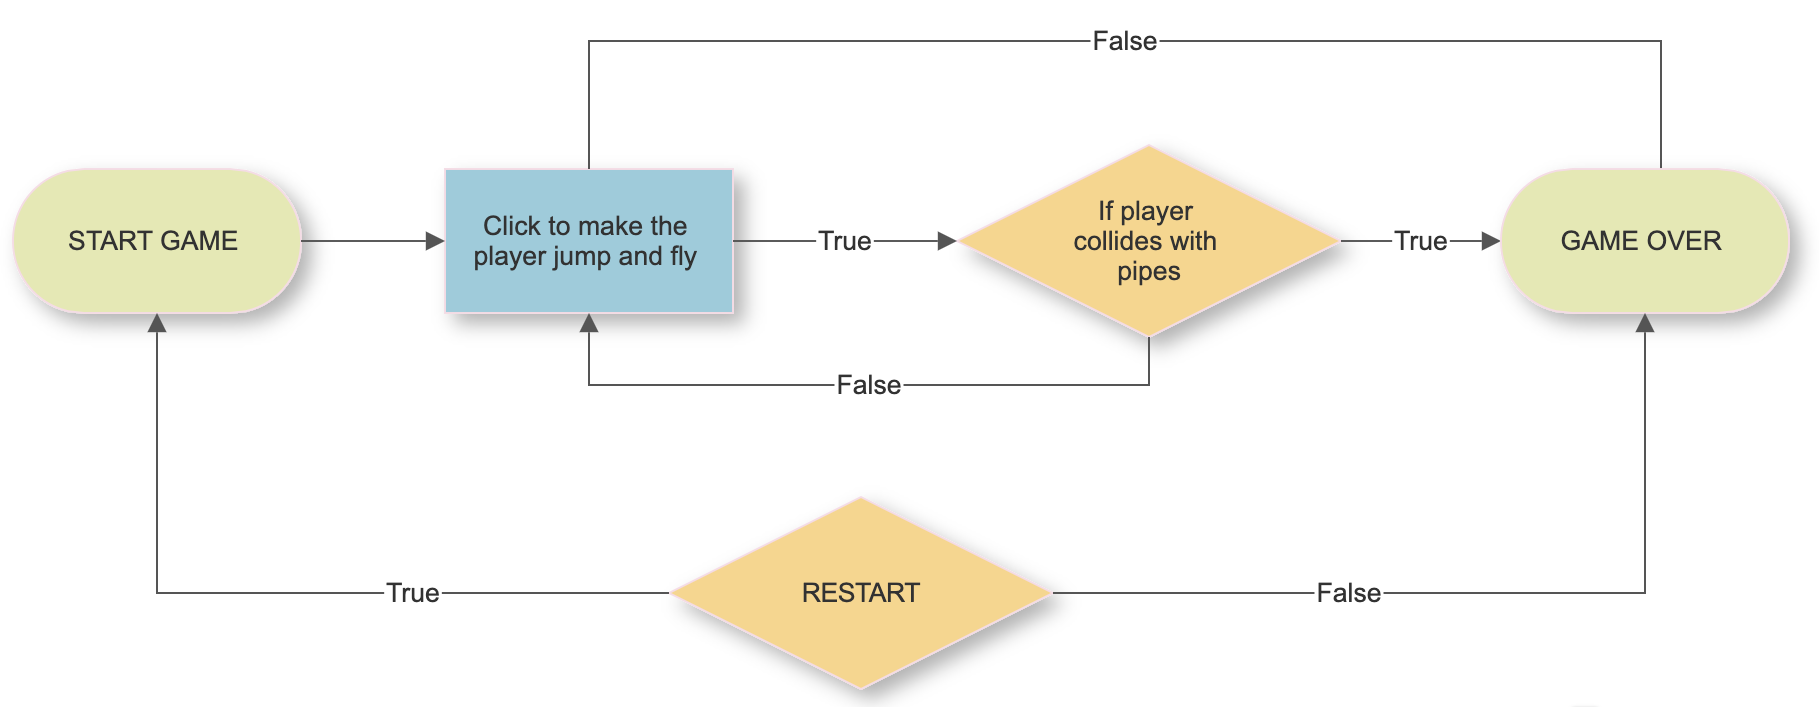 False
START GAME
Click to make the
player jump and fly
True
If player
collides with
pipes
True
GAME OVER
False
True
RESTART
False